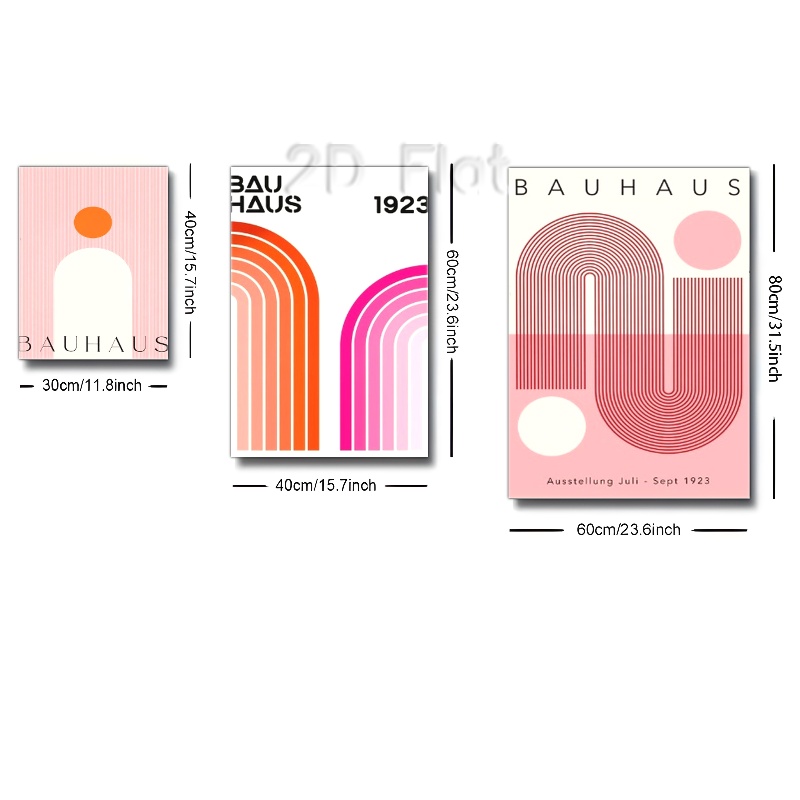 2D Flat
BAUHAUS
40cm/15.7inch
30cm/11.8inch
BAU
HAUS
1923
60cm/23.6inch
40cm/15.7inch
BAUHAUS
Ausstellung Juli - Sept 1923
80cm/31.5inch
60cm/23.6inch